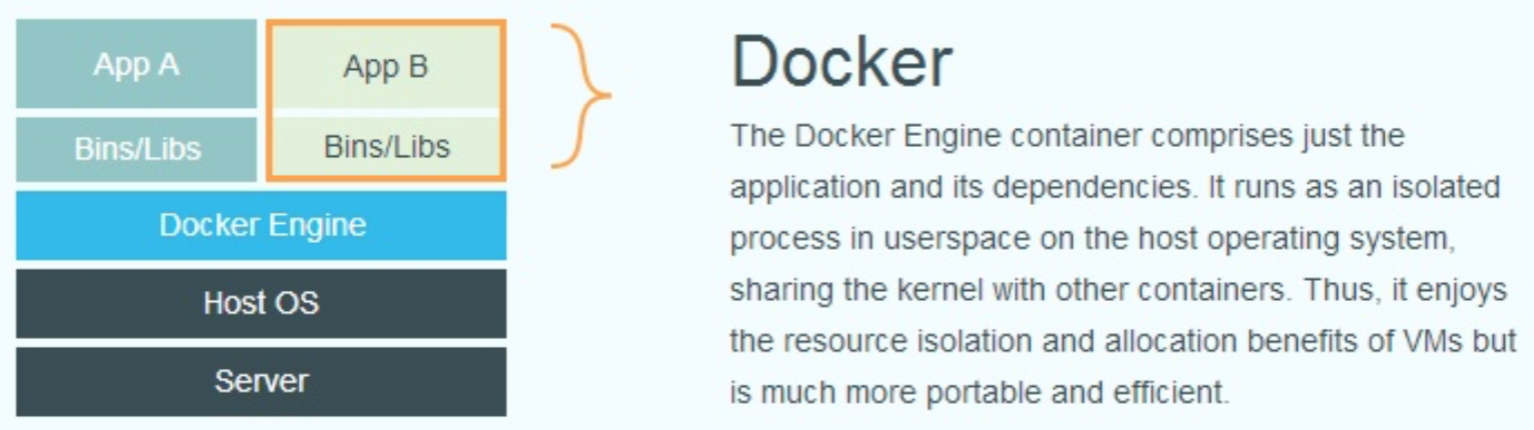 App A
App B
Bins/Libs
Bins/Libs
Docker Engine
Host OS
Server
Docker
The Docker Engine container comprises just the
application and its dependencies. It runs as an isolated
process in userspace on the host operating system,
sharing the kernel with other containers. Thus, it enjoys
the resource isolation and allocation benefits of VMs but
is much more portable and efficient.